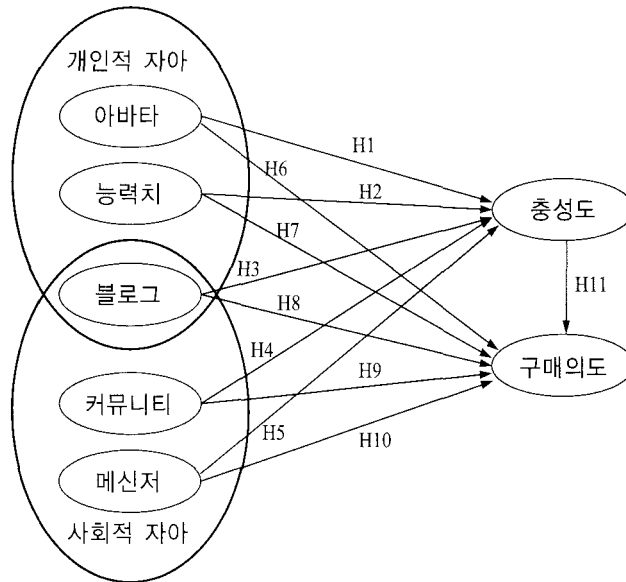 개인적 자아
아바타
능력치
블로그
커뮤니티
메신저
사회적 자아
H1
H6
H2
H7
H3
H8
H4
H9
H5
H10
충성도
H11
구매의도